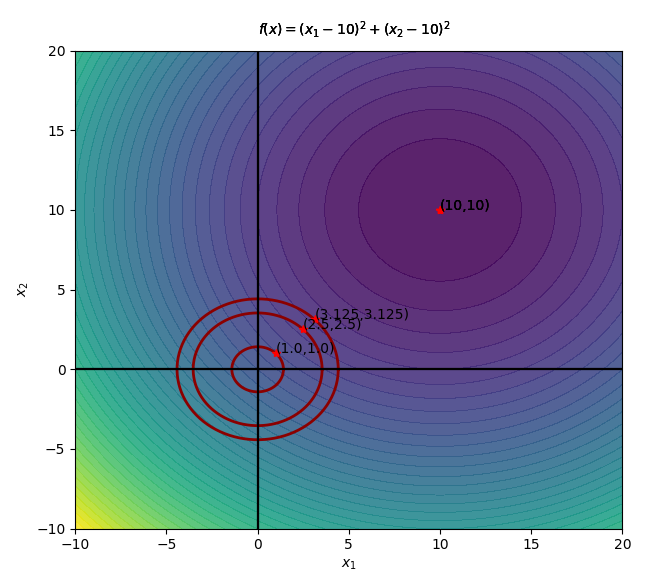 f(x) = (x₁ − 10)² + (x₂ − 10)²
20
15
10
5
0
−5
−10
x₂
(10,10)
(3.125,3.125)
(2.5,2.5)
(1.0,1.0)
−10 −5 0 5 10 15 20
x₁